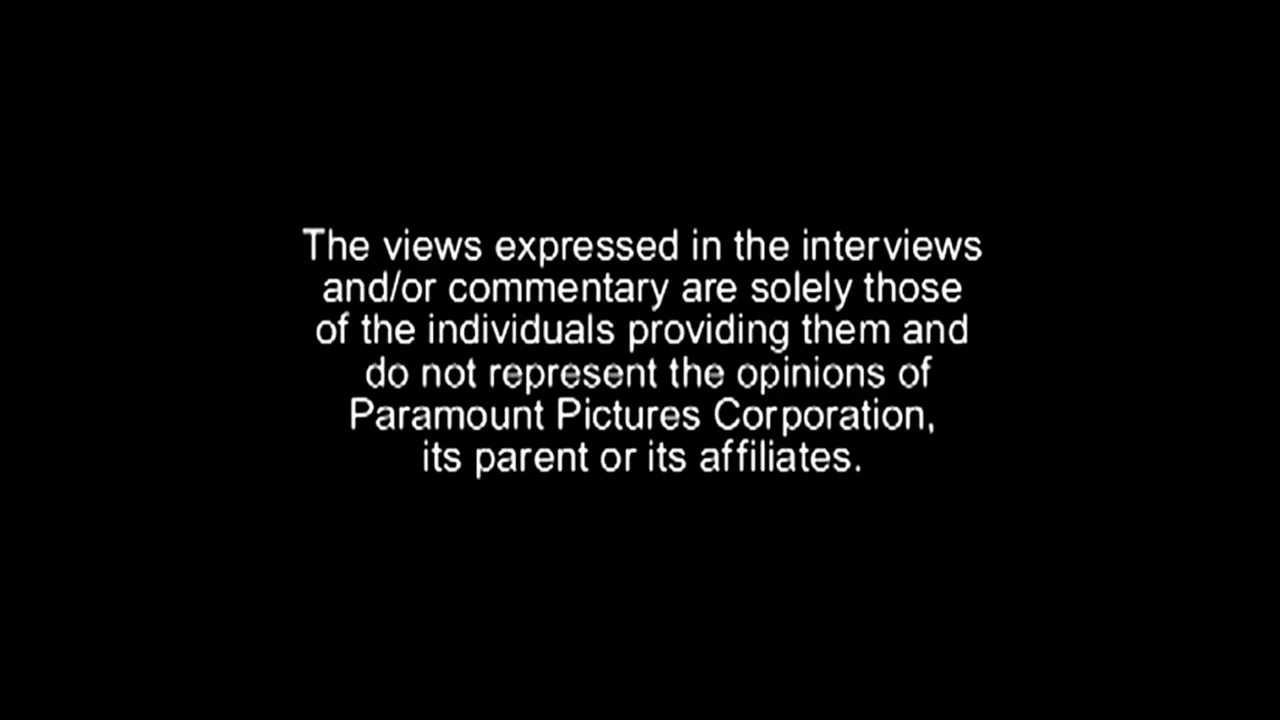 The views expressed in the interviews
and/or commentary are solely those
of the individuals providing them and
do not represent the opinions of
Paramount Pictures Corporation,
its parent or its affiliates.